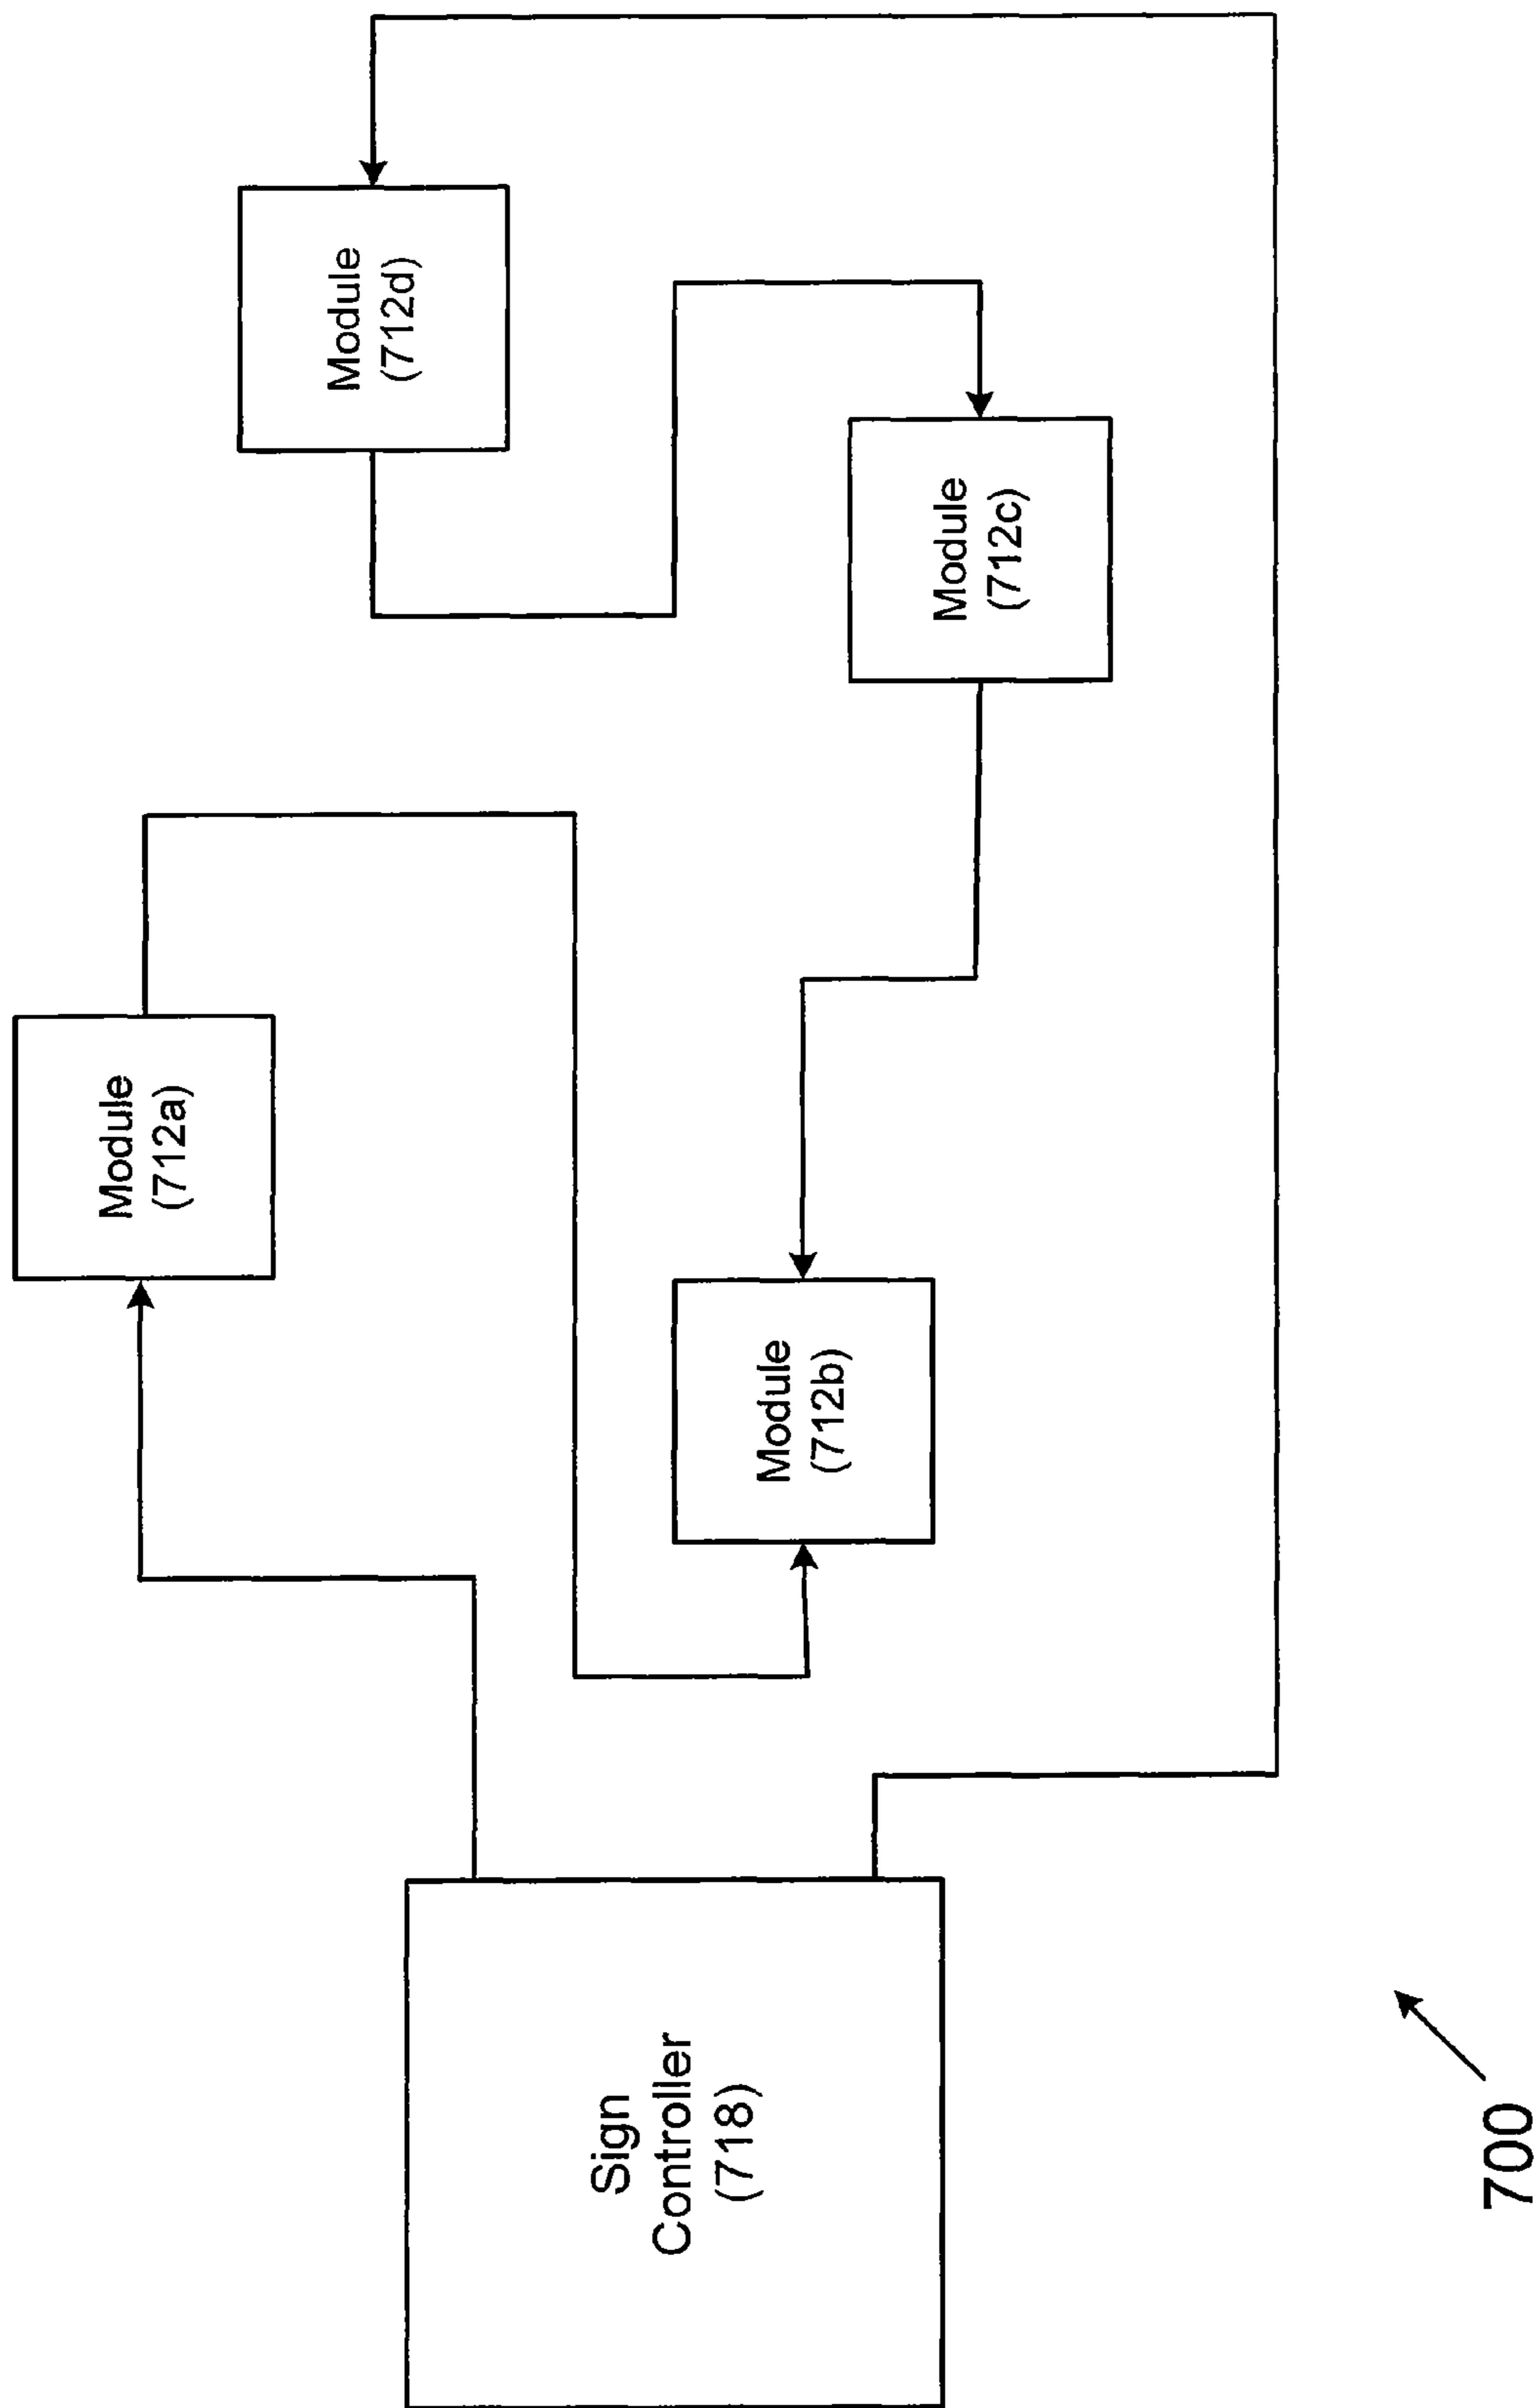 Module
(712a)
Module
(712d)
Module
(712b)
Module
(712c)
Sign
Controller
(718)
700